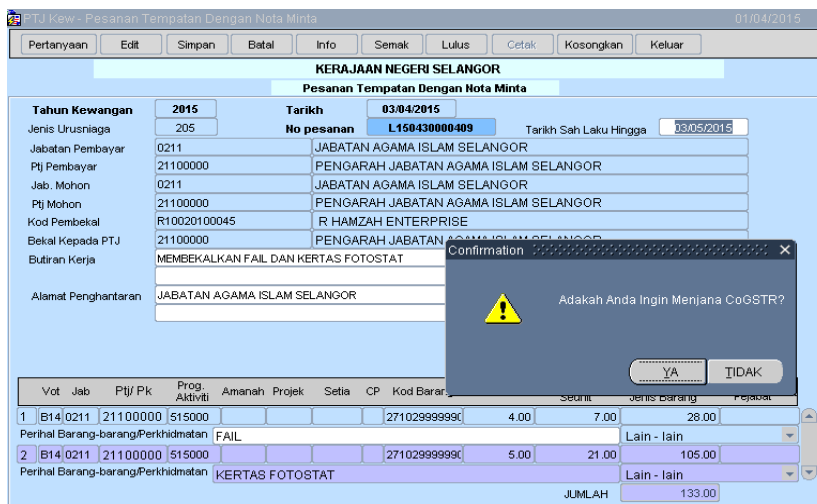 PTJ Kew - Pesanan Tempatan Dengan Nota Minta 01/04/2015
Pertanyaan Edit Simpan Batal Info Semak Lulus Cetak Kosongkan Keluar
KERAJAAN NEGERI SELANGOR
Pesanan Tempatan Dengan Nota Minta
Tahun Kewangan 2015 Tarikh 03/04/2015
Jenis Urusniaga 205 No pesanan L150430000409 Tarikh Sah Laku Hingga 03/05/2015
Jabatan Pembayar 0211 JABATAN AGAMA ISLAM SELANGOR
Ptj Pembayar 21100000 PENGARAH JABATAN AGAMA ISLAM SELANGOR
Jab. Mohon 0211 JABATAN AGAMA ISLAM SELANGOR
Ptj Mohon 21100000 PENGARAH JABATAN AGAMA ISLAM SELANGOR
Kod Pembekal R10020100045 R HAMZAH ENTERPRISE
Bekal Kepada PTJ 21100000 PENGARAH JABATAN AGAMA ISLAM SELANGOR
Butiran Kerja MEMBEKALKAN FAIL DAN KERTAS FOTOSTAT
Alamat Penghantaran JABATAN AGAMA ISLAM SELANGOR
Confirmation
Adakah Anda Ingin Menjana CoGSTR?
YA TIDAK
Vot Jab Ptj/ Pk Prog. Aktiviti Amanah Projek Setia CP Kod Barang Seunit Jenis Barang Pejabat
1 B14 0211 21100000 515000 27102999999 4.00 7.00 28.00
Perihal Barang-barang/Perkhidmatan FAIL Lain - lain
2 B14 0211 21100000 515000 27102999999 5.00 21.00 105.00
Perihal Barang-barang/Perkhidmatan KERTAS FOTOSTAT Lain - lain
JUMLAH 133.00